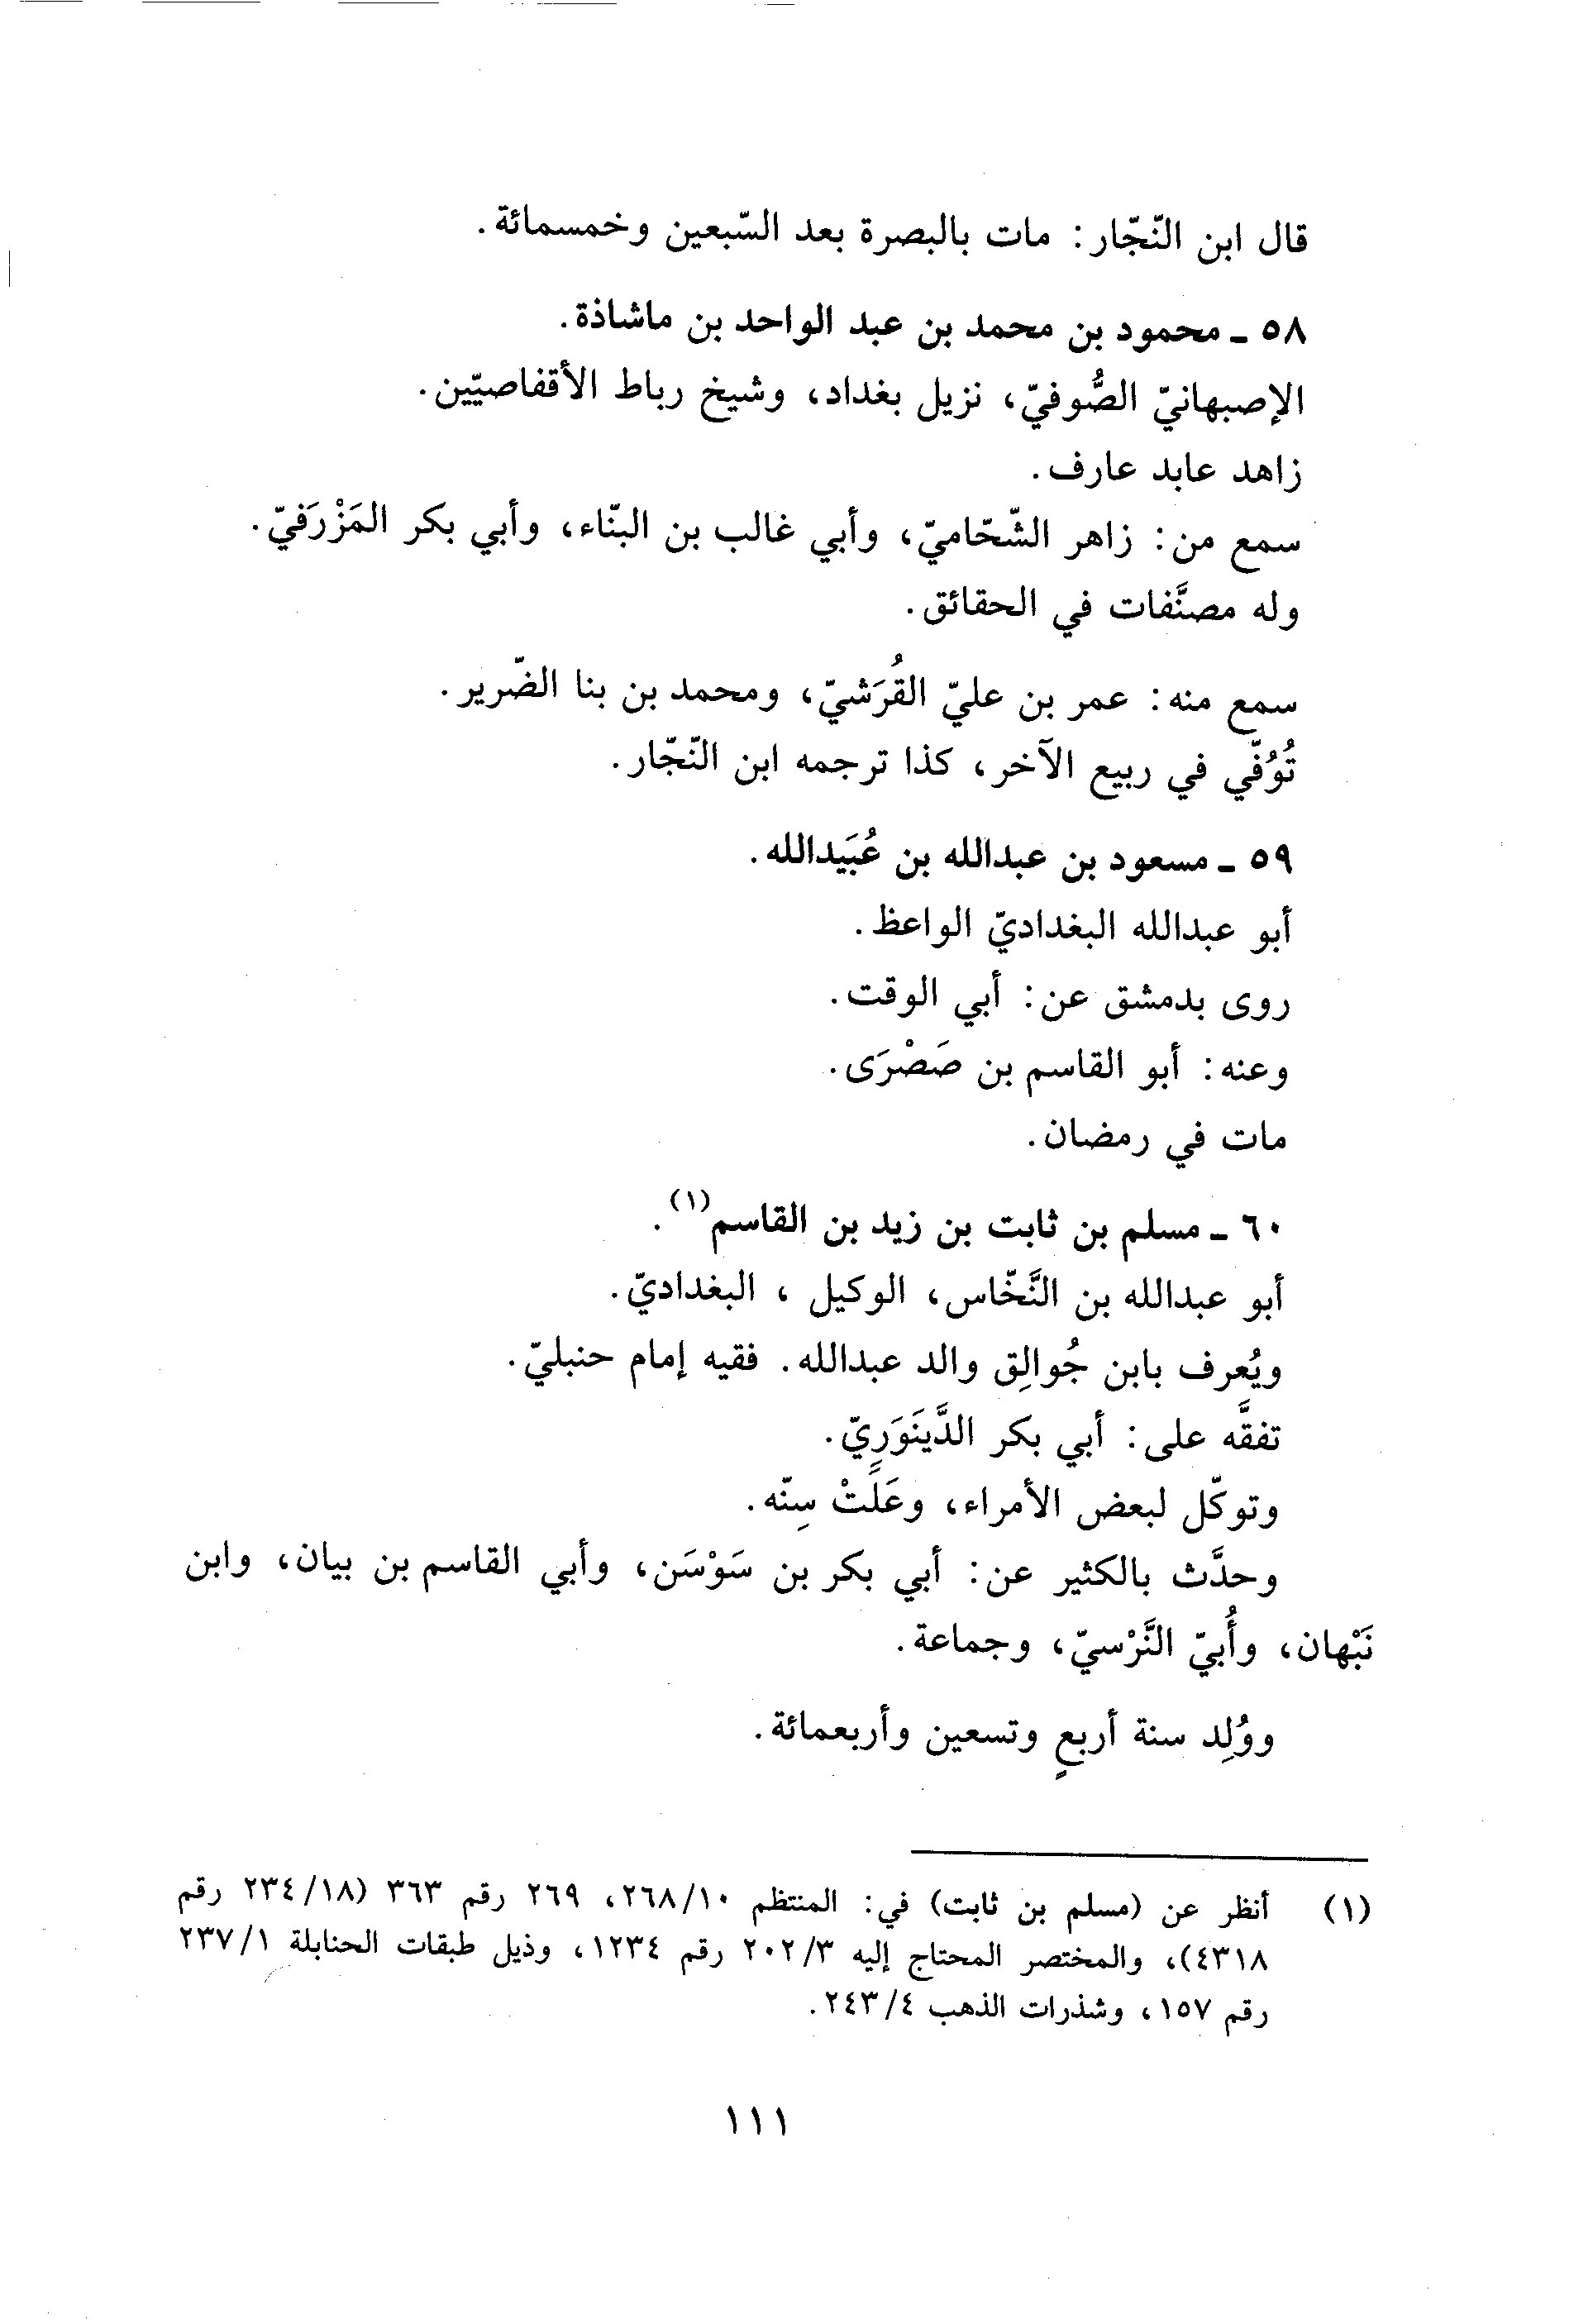 قال ابن النّجّار: مات بالبصرة بعد السّبعين وخمسمائة.
٥٨ ـ محمود بن محمد بن عبد الواحد بن ماشاذة.
الإصبهانيّ الصُّوفيّ، نزيل بغداد، وشيخ رباط الأقفاصيّين.
زاهد عابد عارف.
سمع من: زاهر الشّحّاميّ، وأبي غالب بن البنّاء، وأبي بكر المَزْرَفيّ.
وله مصنَّفات في الحقائق.
سمع منه: عمر بن عليّ القُرَشيّ، ومحمد بن بنا الضّرير.
تُوُفّي في ربيع الآخر، كذا ترجمه ابن النّجّار.
٥٩ ـ مسعود بن عبدالله بن عُبَيدالله.
أبو عبدالله البغداديّ الواعظ.
روى بدمشق عن: أبي الوقت.
وعنه: أبو القاسم بن صَصْرَى.
مات في رمضان.
٦٠ ـ مسلم بن ثابت بن زيد بن القاسم(١).
أبو عبدالله بن النَّخّاس، الوكيل ، البغداديّ.
ويُعرف بابن جُوالِق والد عبدالله. فقيه إمام حنبليّ.
تفقَّه على: أبي بكر الدَّينَوَرِيّ.
وتوكّل لبعض الأمراء، وعَلَتْ سِنّه.
وحدَّث بالكثير عن: أبي بكر بن سَوْسَن، وأبي القاسم بن بيان، وابن
نَبْهان، وأُبيّ النَّرْسيّ، وجماعة.
ووُلِد سنة أربعٍ وتسعين وأربعمائة.
(١) أنظر عن (مسلم بن ثابت) في: المنتظم ٢٦٨/١٠، ٢٦٩ رقم ٣٦٣ (٢٣٤/١٨ رقم
٤٣١٨)، والمختصر المحتاج إليه ٢٠٢/٣ رقم ١٢٣٤، وذيل طبقات الحنابلة ٢٣٧/١
رقم ١٥٧، وشذرات الذهب ٢٤٣/٤.
١١١